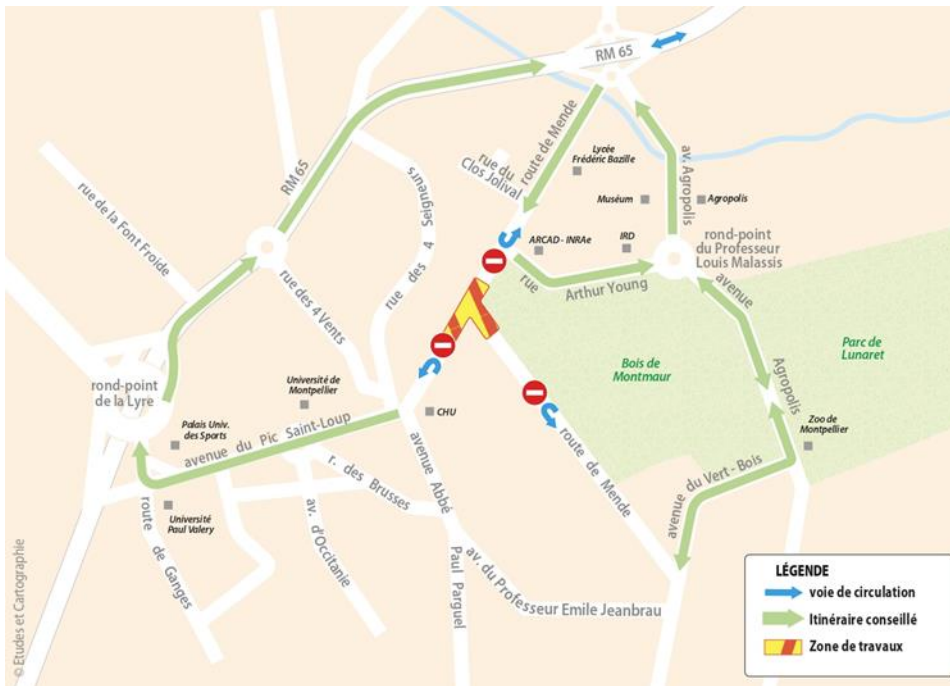 RM 65
route de Mende
Lycée
Frédéric Bazille
rue du
Clos Jolival
av. Agropolis
Muséum
Agropolis
RM 65
rue des 4 Seigneurs
rue de la Font Froide
ARCAD - INRAe
IRD
rond-point
du Professeur
Louis Malassis
rue Arthur Young
avenue Agropolis
rue des 4 Vents
Bois de
Montmaur
Parc de
Lunaret
rond-point
de la Lyre
Université de
Montpellier
CHU
Palais Univ.
des Sports
avenue du Pic Saint-Loup
Zoo de
Montpellier
route de Mende
avenue du Vert-Bois
r. des Brusses
avenue Abbé Paul Parguel
Université
Paul Valery
route de Ganges
av. d'Occitanie
av. du Professeur Emile Jeanbrau
LÉGENDE
voie de circulation
Itinéraire conseillé
Zone de travaux
© Etudes et Cartographie